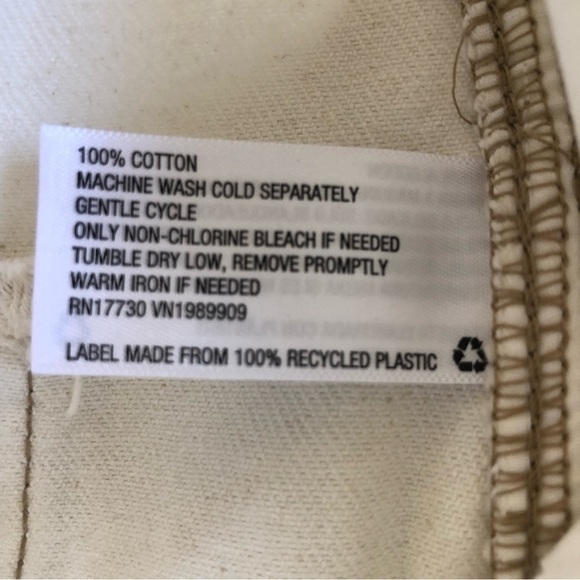 100% COTTON
MACHINE WASH COLD SEPARATELY
GENTLE CYCLE
ONLY NON-CHLORINE BLEACH IF NEEDED
TUMBLE DRY LOW, REMOVE PROMPTLY
WARM IRON IF NEEDED
RN17730 VN1989909
LABEL MADE FROM 100% RECYCLED PLASTIC